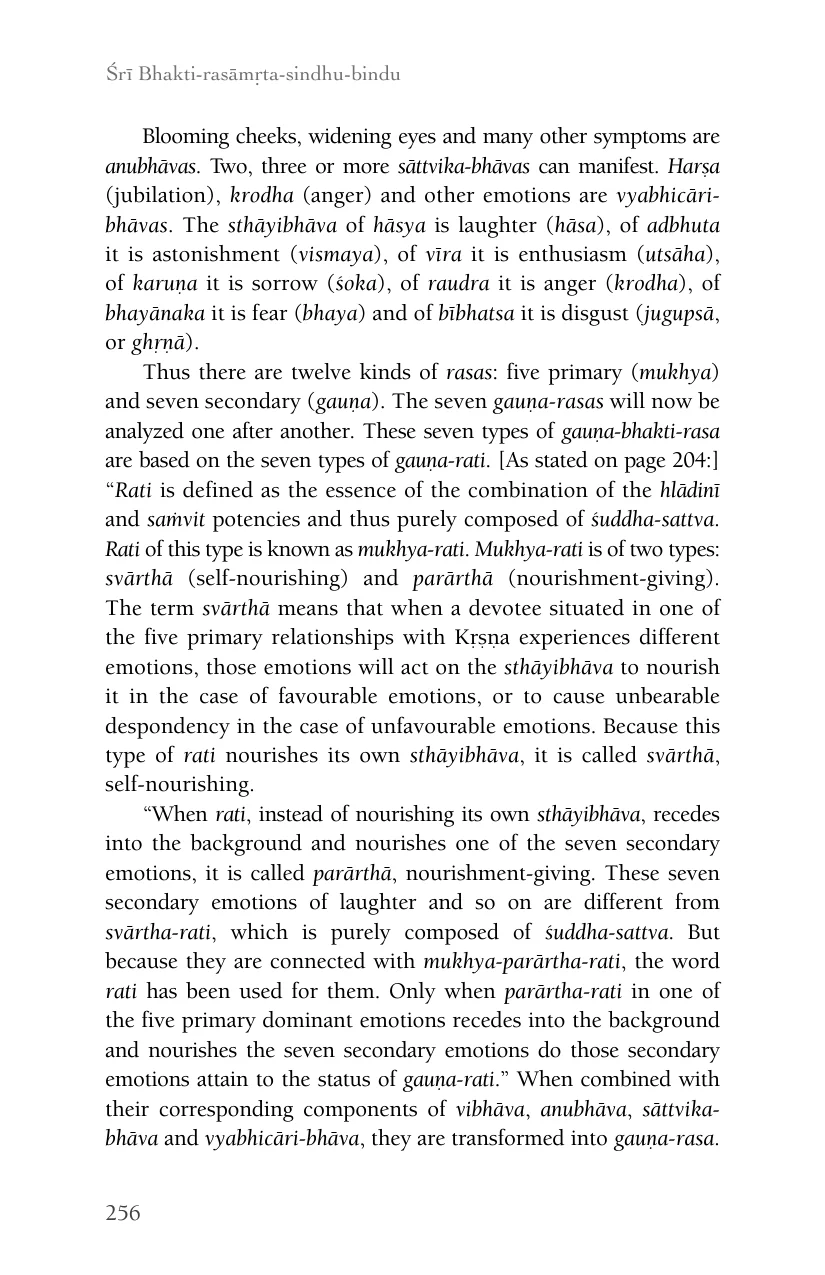 Śrī Bhakti-rasāmṛta-sindhu-bindu
Blooming cheeks, widening eyes and many other symptoms are
anubhāvas. Two, three or more sāttvika-bhāvas can manifest. Harṣa
(jubilation), krodha (anger) and other emotions are vyabhicāri-
bhāvas. The sthāyibhāva of hāsya is laughter (hāsa), of adbhuta
it is astonishment (vismaya), of vīra it is enthusiasm (utsāha),
of karuṇa it is sorrow (śoka), of raudra it is anger (krodha), of
bhayānaka it is fear (bhaya) and of bībhatsa it is disgust (jugupsā,
or ghṛṇā).
Thus there are twelve kinds of rasas: five primary (mukhya)
and seven secondary (gauṇa). The seven gauṇa-rasas will now be
analyzed one after another. These seven types of gauṇa-bhakti-rasa
are based on the seven types of gauṇa-rati. [As stated on page 204:]
“Rati is defined as the essence of the combination of the hlādinī
and saṁvit potencies and thus purely composed of śuddha-sattva.
Rati of this type is known as mukhya-rati. Mukhya-rati is of two types:
svārthā (self-nourishing) and parārthā (nourishment-giving).
The term svārthā means that when a devotee situated in one of
the five primary relationships with Kṛṣṇa experiences different
emotions, those emotions will act on the sthāyibhāva to nourish
it in the case of favourable emotions, or to cause unbearable
despondency in the case of unfavourable emotions. Because this
type of rati nourishes its own sthāyibhāva, it is called svārthā,
self-nourishing.
“When rati, instead of nourishing its own sthāyibhāva, recedes
into the background and nourishes one of the seven secondary
emotions, it is called parārthā, nourishment-giving. These seven
secondary emotions of laughter and so on are different from
svārtha-rati, which is purely composed of śuddha-sattva. But
because they are connected with mukhya-parārtha-rati, the word
rati has been used for them. Only when parārtha-rati in one of
the five primary dominant emotions recedes into the background
and nourishes the seven secondary emotions do those secondary
emotions attain to the status of gauṇa-rati.” When combined with
their corresponding components of vibhāva, anubhāva, sāttvika-
bhāva and vyabhicāri-bhāva, they are transformed into gauṇa-rasa.
256